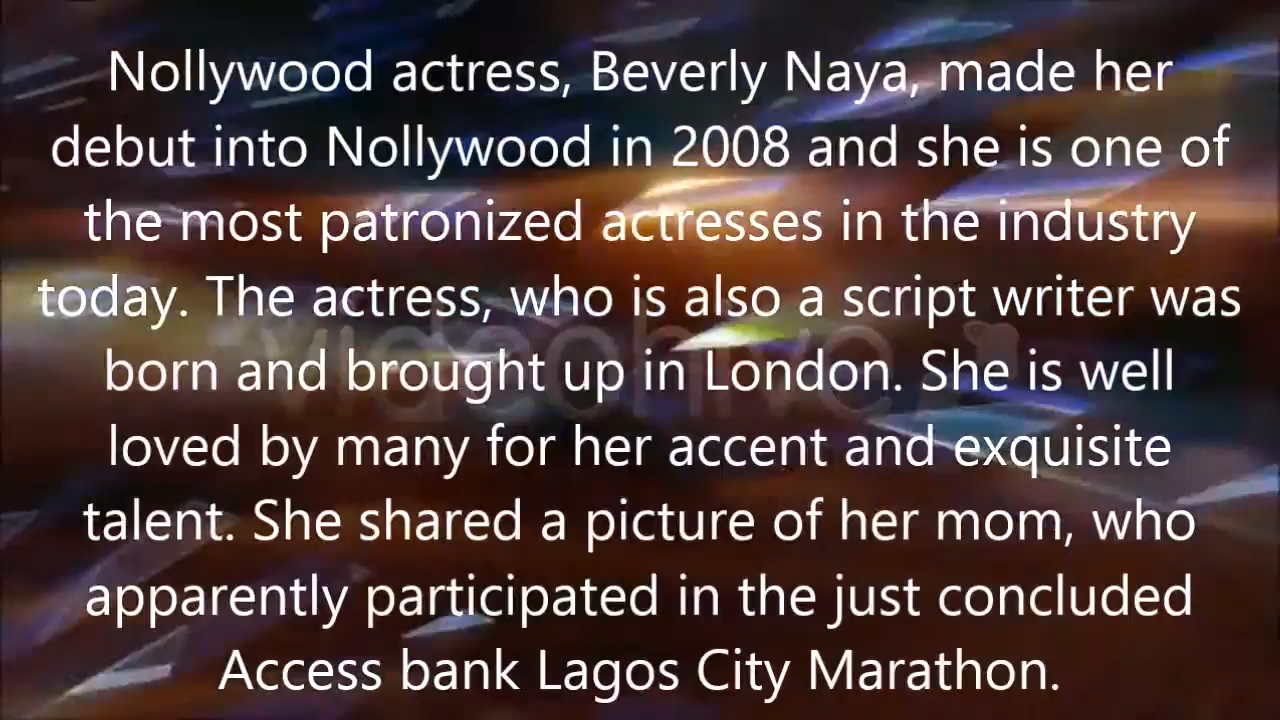 Nollywood actress, Beverly Naya, made her
debut into Nollywood in 2008 and she is one of
the most patronized actresses in the industry
today. The actress, who is also a script writer was
born and brought up in London. She is well
videohive
loved by many for her accent and exquisite
talent. She shared a picture of her mom, who
apparently participated in the just concluded
Access bank Lagos City Marathon.